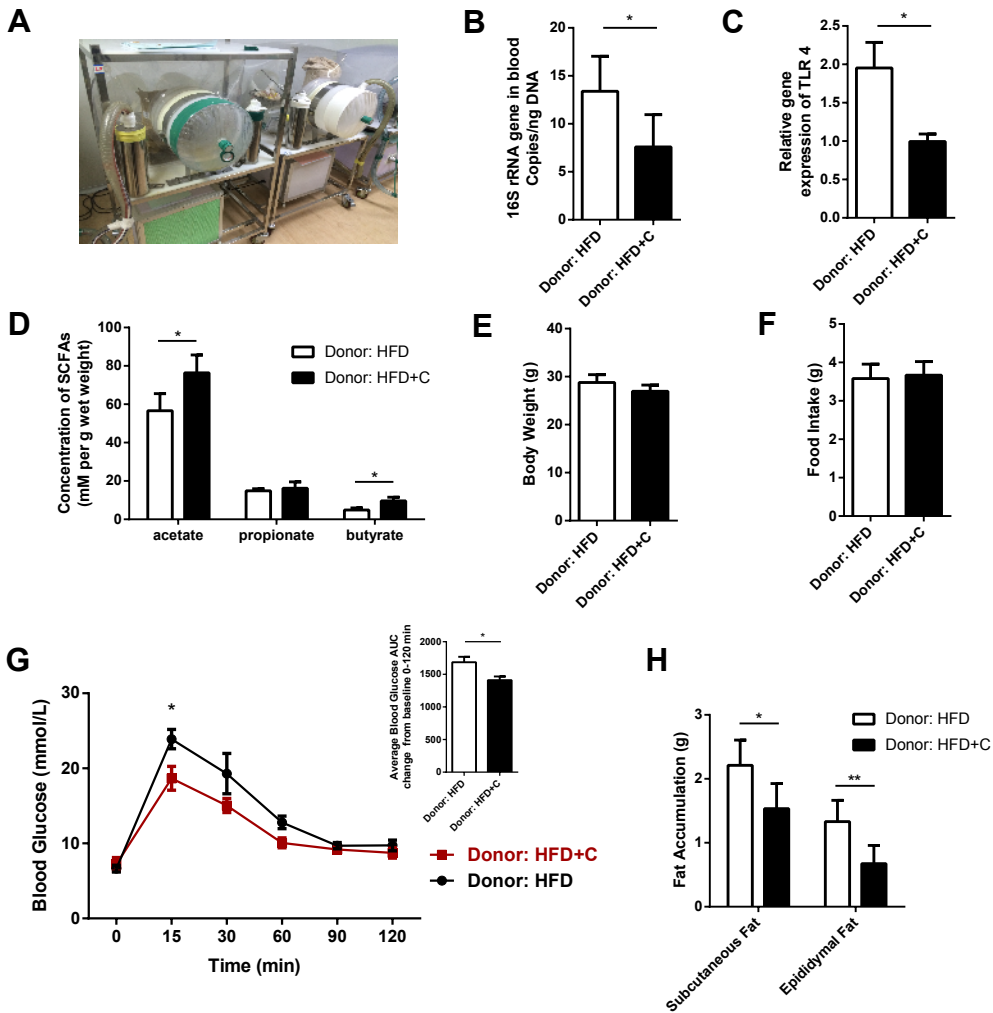 A
B
16S rRNA gene in blood
Copies/ng DNA
20
15
10
5
0
*
Donor: HFD
Donor: HFD+C
C
Relative gene
expression of TLR 4
2.5
2.0
1.5
1.0
0.5
0.0
*
Donor: HFD
Donor: HFD+C
D
Concentration of SCFAs
(mM per g wet weight)
100
80
60
40
20
0
*
*
acetate
propionate
butyrate
Donor: HFD
Donor: HFD+C
E
Body Weight (g)
40
30
20
10
0
Donor: HFD
Donor: HFD+C
F
Food Intake (g)
5
4
3
2
1
0
Donor: HFD
Donor: HFD+C
G
Blood Glucose (mmol/L)
30
20
10
0
*
0
15
30
60
90
120
Time (min)
Average Blood Glucose AUC
change from baseline 0-120 min
2000
1500
1000
500
0
*
Donor: HFD
Donor: HFD+C
Donor: HFD+C
Donor: HFD
H
Fat Accumulation (g)
3
2
1
0
*
**
Subcutaneous Fat
Epididymal Fat
Donor: HFD
Donor: HFD+C